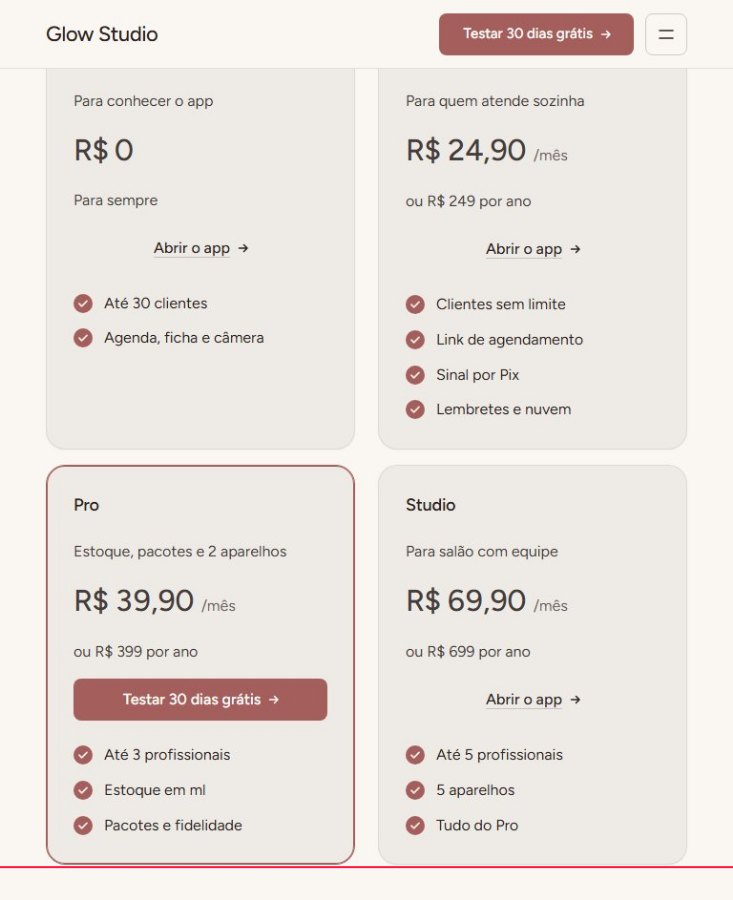 Glow Studio
Testar 30 dias grátis →
Para conhecer o app
R$ 0
Para sempre
Abrir o app →
Até 30 clientes
Agenda, ficha e câmera
Para quem atende sozinha
R$ 24,90 /mês
ou R$ 249 por ano
Abrir o app →
Clientes sem limite
Link de agendamento
Sinal por Pix
Lembretes e nuvem
Pro
Estoque, pacotes e 2 aparelhos
R$ 39,90 /mês
ou R$ 399 por ano
Testar 30 dias grátis →
Até 3 profissionais
Estoque em ml
Pacotes e fidelidade
Studio
Para salão com equipe
R$ 69,90 /mês
ou R$ 699 por ano
Abrir o app →
Até 5 profissionais
5 aparelhos
Tudo do Pro